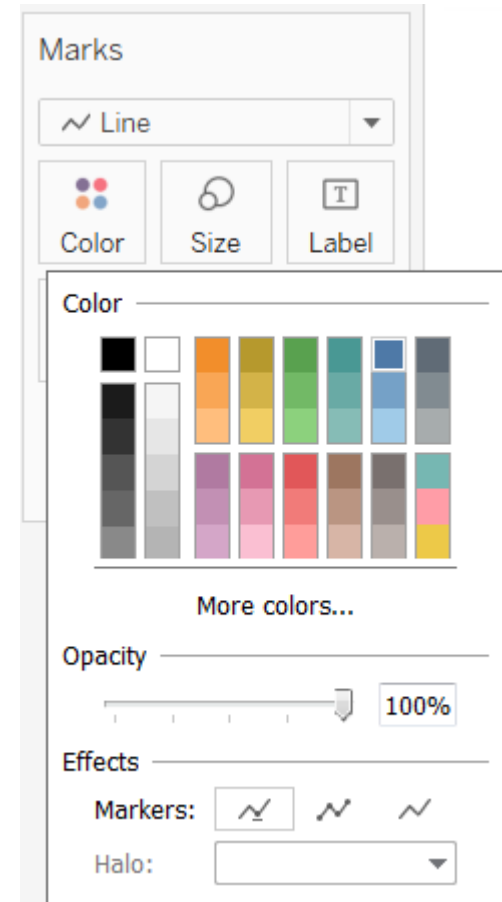 Marks
Line
Color Size Label
Color
More colors...
Opacity
100%
Effects
Markers:
Halo: